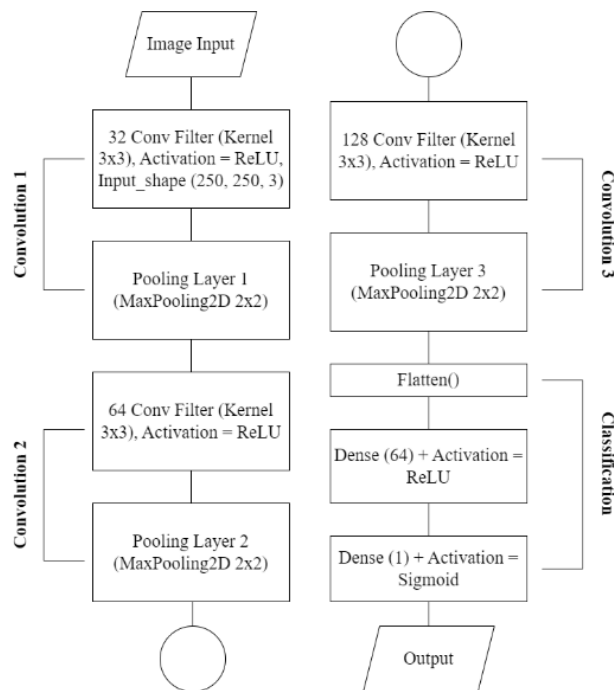 Image Input
32 Conv Filter (Kernel
3x3), Activation = ReLU,
Input_shape (250, 250, 3)
Convolution 1
Pooling Layer 1
(MaxPooling2D 2x2)
64 Conv Filter (Kernel
3x3), Activation = ReLU
Convolution 2
Pooling Layer 2
(MaxPooling2D 2x2)
128 Conv Filter (Kernel
3x3), Activation = ReLU
Convolution 3
Pooling Layer 3
(MaxPooling2D 2x2)
Flatten()
Dense (64) + Activation =
ReLU
Classification
Dense (1) + Activation =
Sigmoid
Output